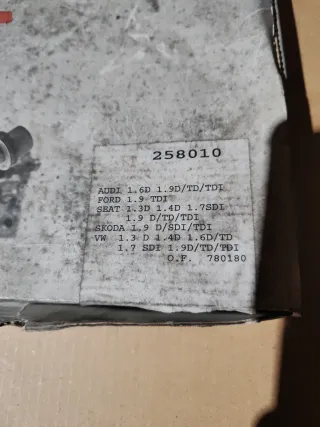 258010
AUDI 1.6D 1.9D/TD/TDI
FORD 1.9 TDI
SEAT 1.3D 1.4D 1.7SDI
1.9 D/TD/TDI
SKODA 1.9 D/SDI/TDI
VW 1.3 D 1.4D 1.6D/TD
1.7 SDI 1.9D/TD/TDI
O.F. 780180